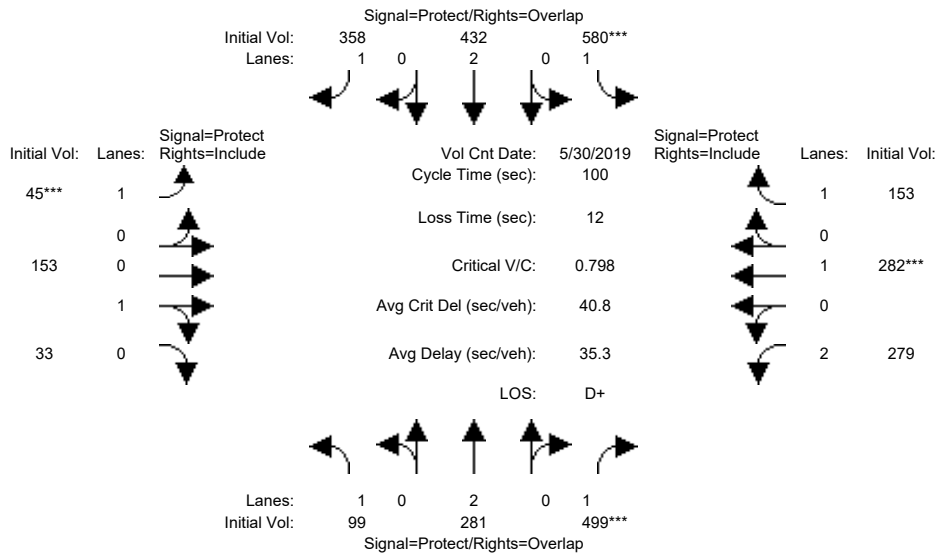 Signal=Protect/Rights=Overlap
Initial Vol: 358 432 580***
Lanes: 1 0 2 0 1
Signal=Protect Signal=Protect
Initial Vol: Lanes: Rights=Include Vol Cnt Date: 5/30/2019 Rights=Include Lanes: Initial Vol:
Cycle Time (sec): 100
45*** 1 1 153
Loss Time (sec): 12
0 0
153 0 Critical V/C: 0.798 1 282***
1 Avg Crit Del (sec/veh): 40.8 0
33 0 Avg Delay (sec/veh): 35.3 2 279
LOS: D+
Lanes: 1 0 2 0 1
Initial Vol: 99 281 499***
Signal=Protect/Rights=Overlap